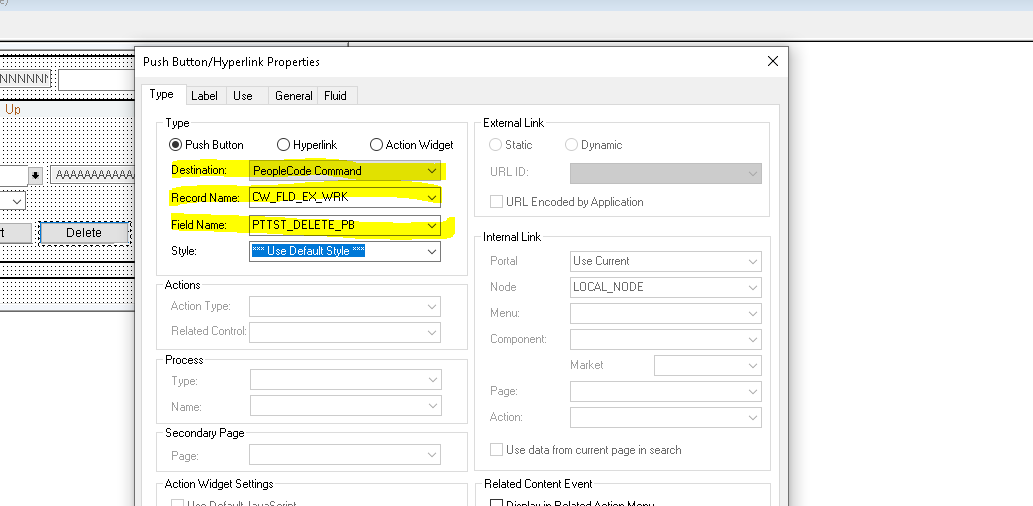 e)
NNNNNN
Up
AAAAAAAAAAA
Delete
Push Button/Hyperlink Properties
Type Label Use General Fluid
Type
Push Button Hyperlink Action Widget
Destination: PeopleCode Command
Record Name: CW_FLD_EX_WRK
Field Name: PTTST_DELETE_PB
Style: *** Use Default Style ***
Actions
Action Type:
Related Control:
Process
Type:
Name:
Secondary Page
Page:
Action Widget Settings
Use Default JavaScript
External Link
Static Dynamic
URL ID:
URL Encoded by Application
Internal Link
Portal Use Current
Node LOCAL_NODE
Menu:
Component:
Market
Page:
Action:
Use data from current page in search
Related Content Event
Display in Related Action Menu